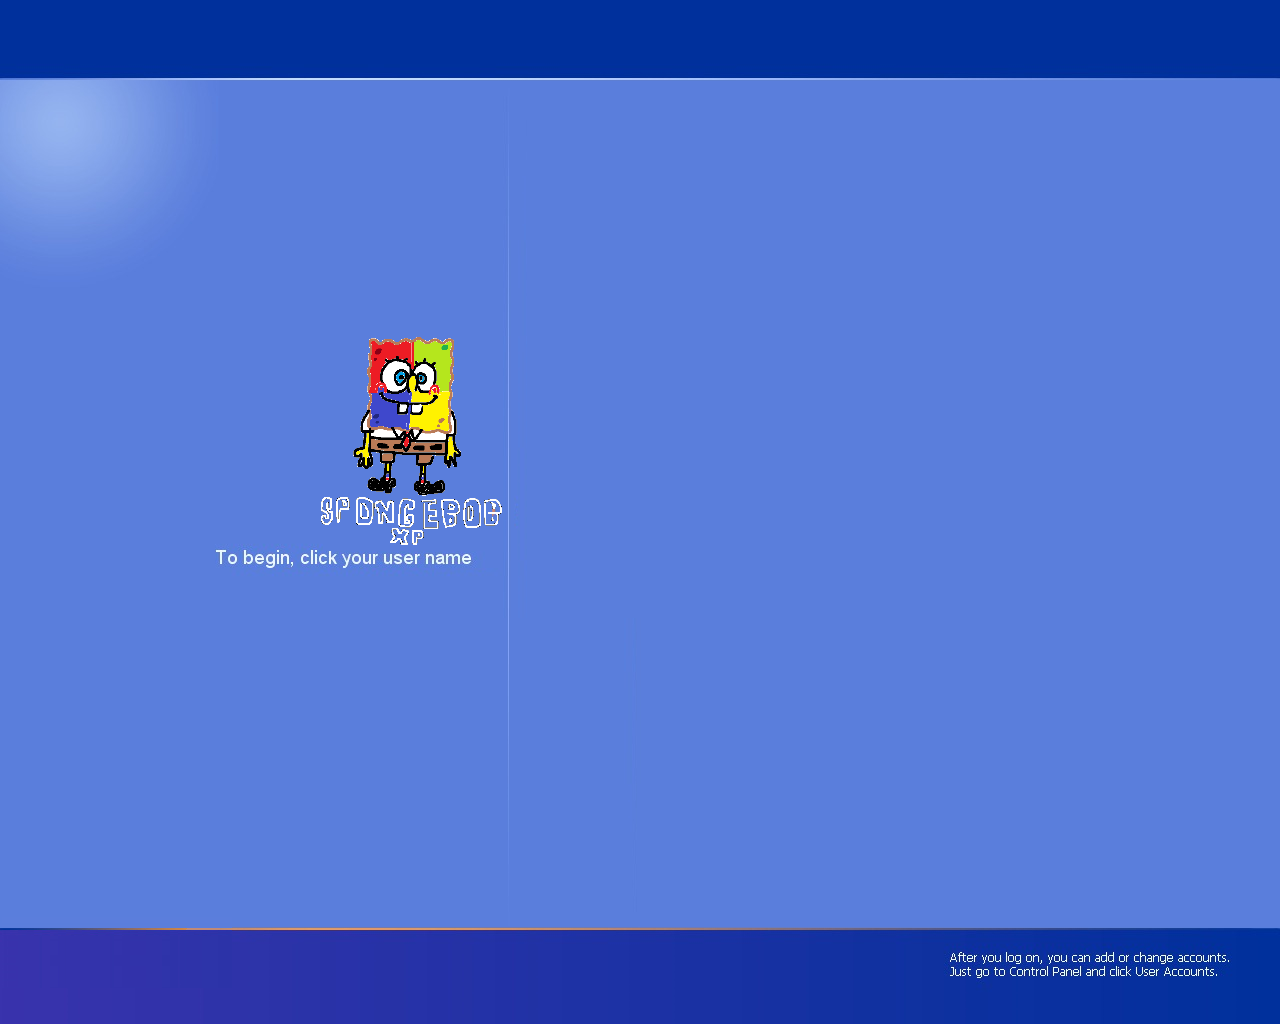 SPONGEBOB
XP
To begin, click your user name
After you log on, you can add or change accounts.
Just go to Control Panel and click User Accounts.